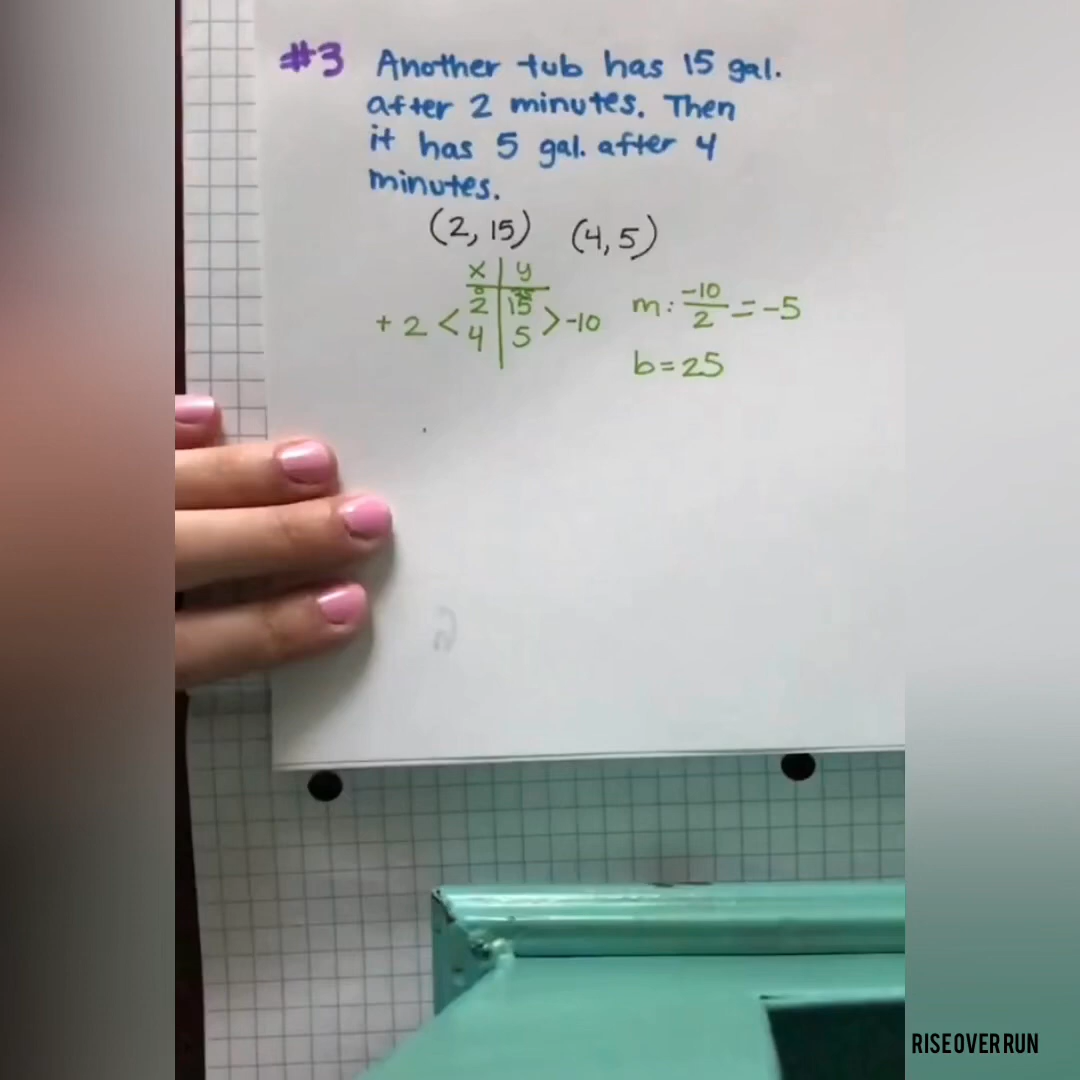 #3 Another tub has 15 gal.
after 2 minutes. Then
it has 5 gal. after 4
minutes.
(2, 15) (4, 5)
x y
0
2 15
+ 2 < 4 5 > -10
m: -10/2 = -5
b = 25
RISE OVER RUN